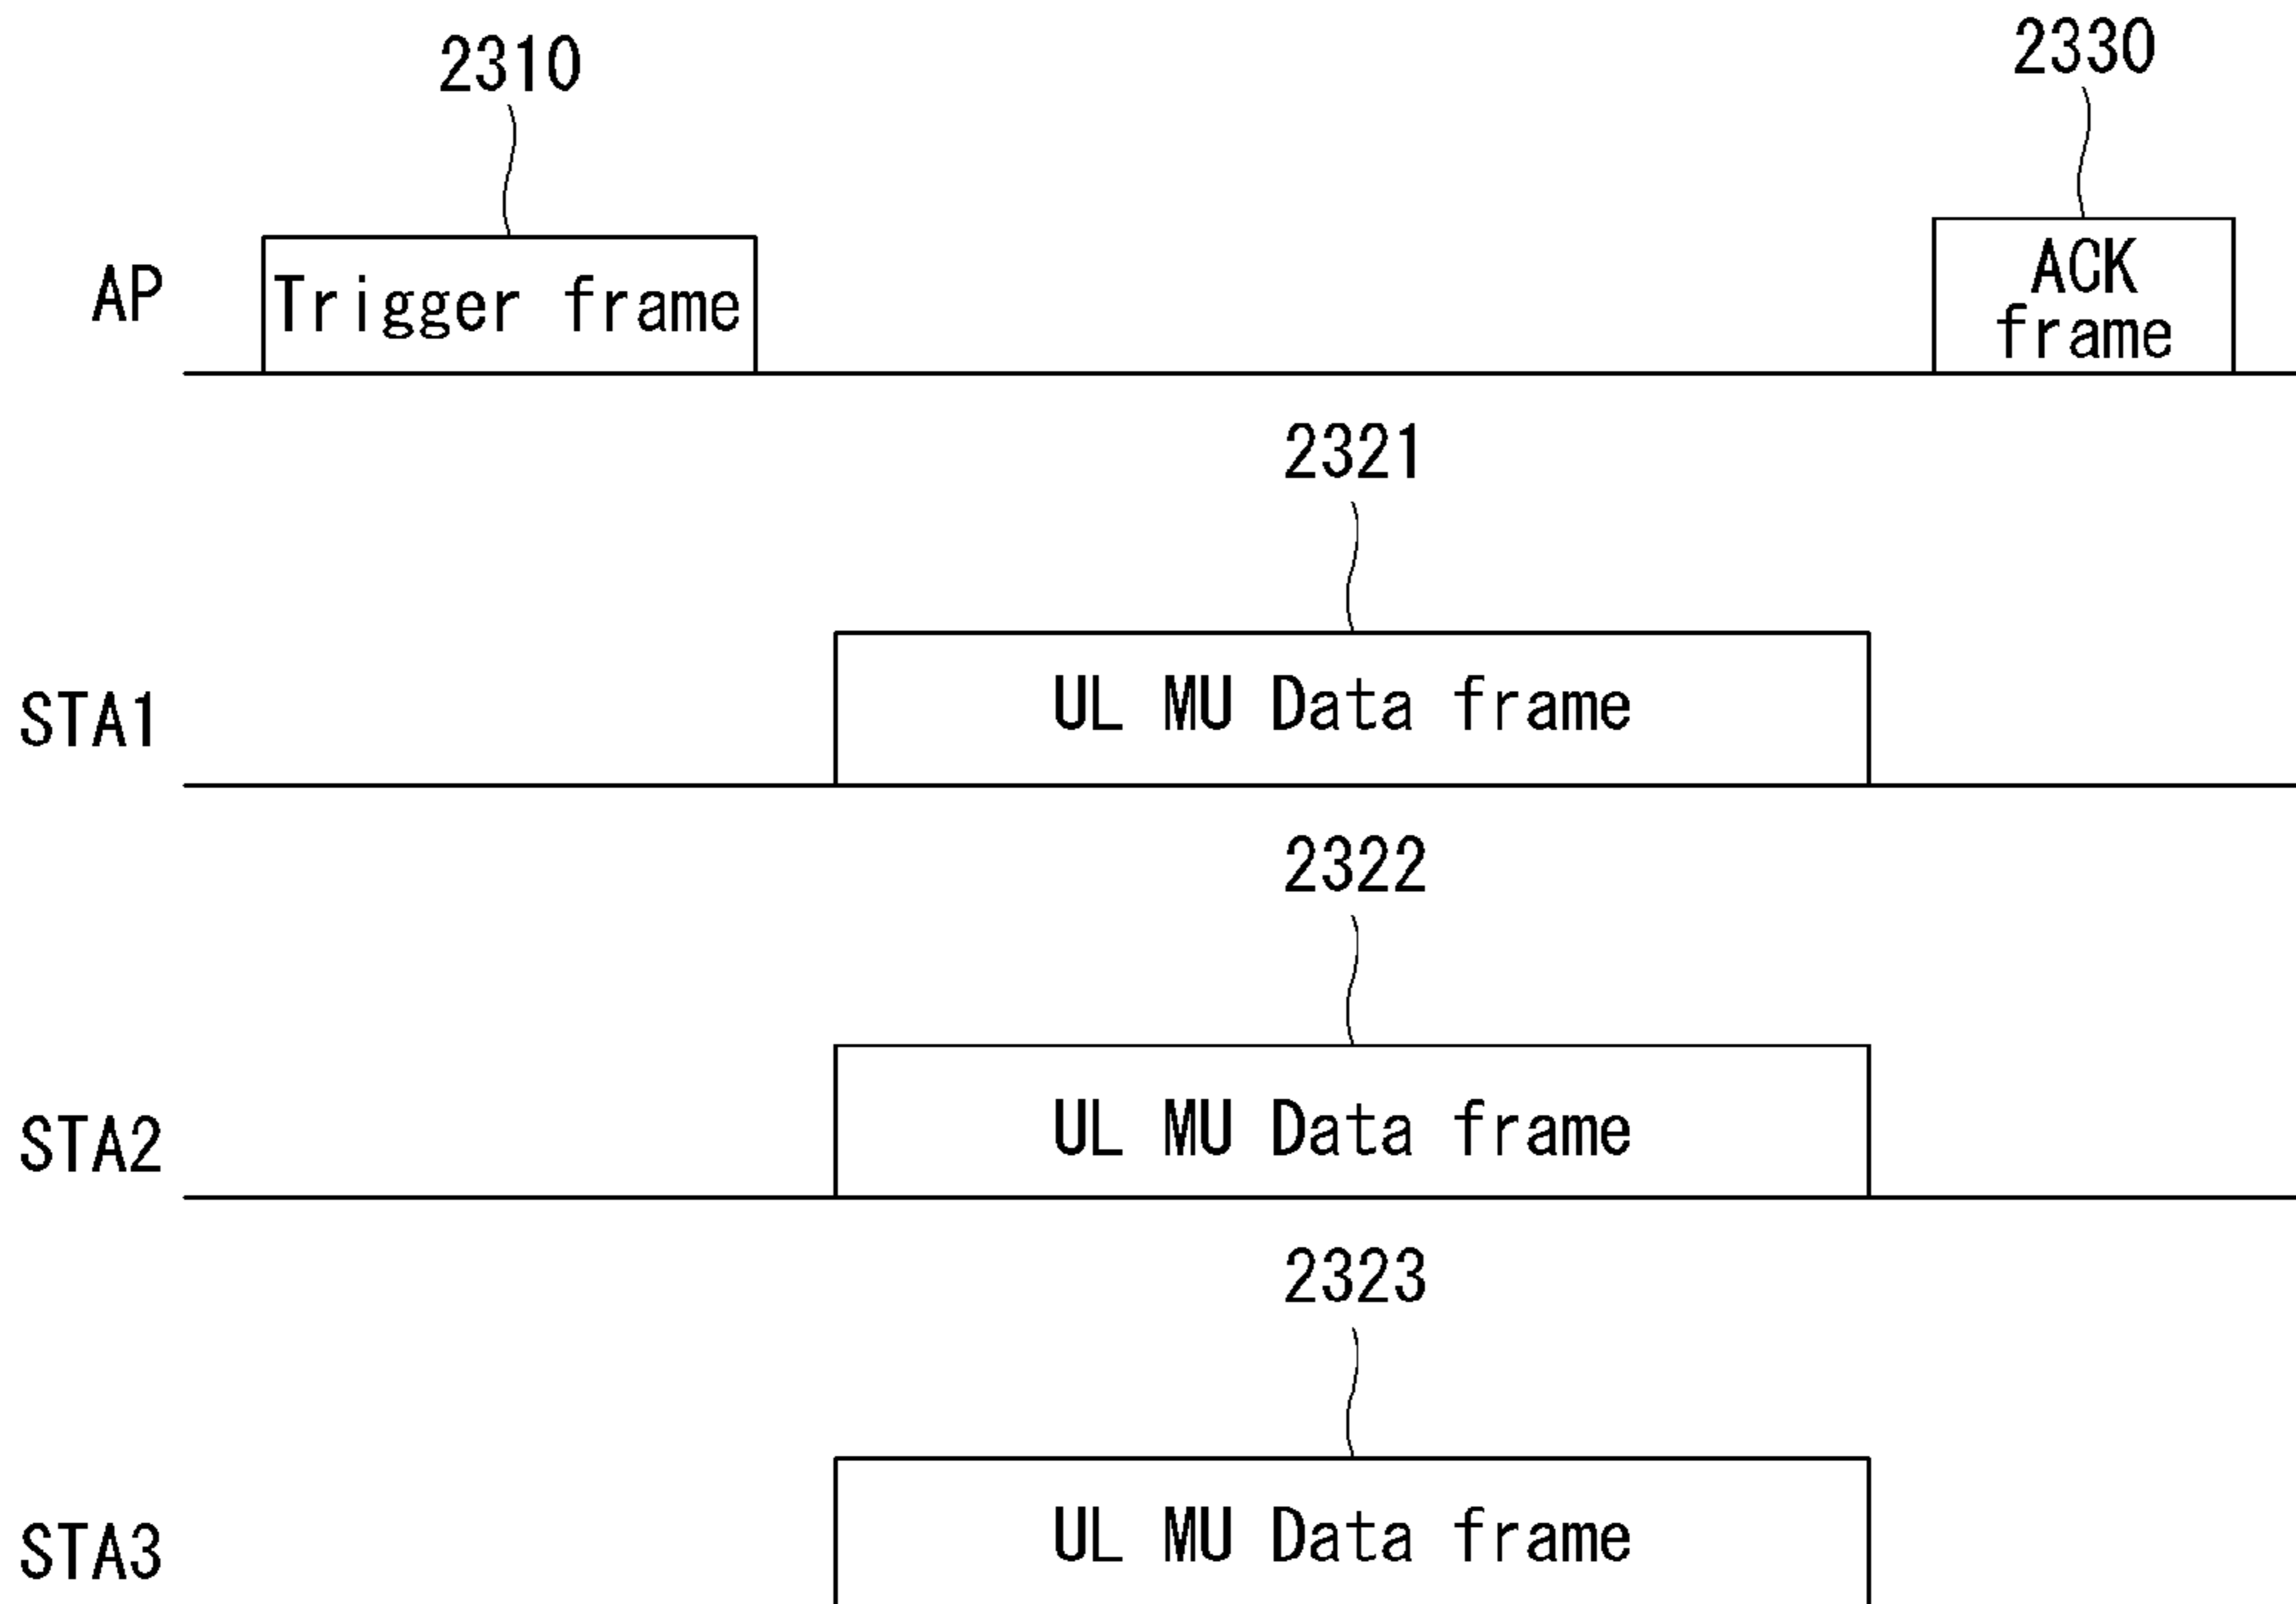 2310
2330
AP
Trigger frame
ACK
frame
2321
STA1
UL MU Data frame
2322
STA2
UL MU Data frame
2323
STA3
UL MU Data frame